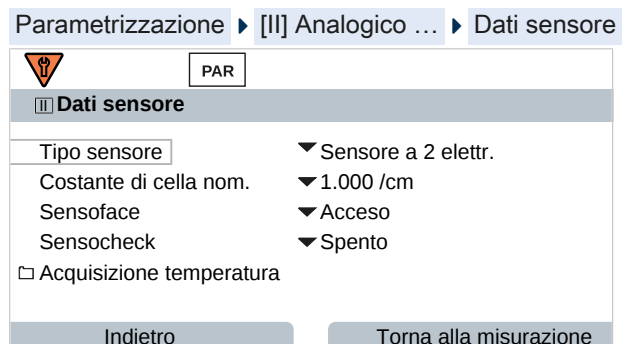 Parametrizzazione ▸ [II] Analogico … ▸ Dati sensore
PAR
II Dati sensore
Tipo sensore Sensore a 2 elettr.
Costante di cella nom. 1.000 /cm
Sensoface Acceso
Sensocheck Spento
Acquisizione temperatura
Indietro Torna alla misurazione